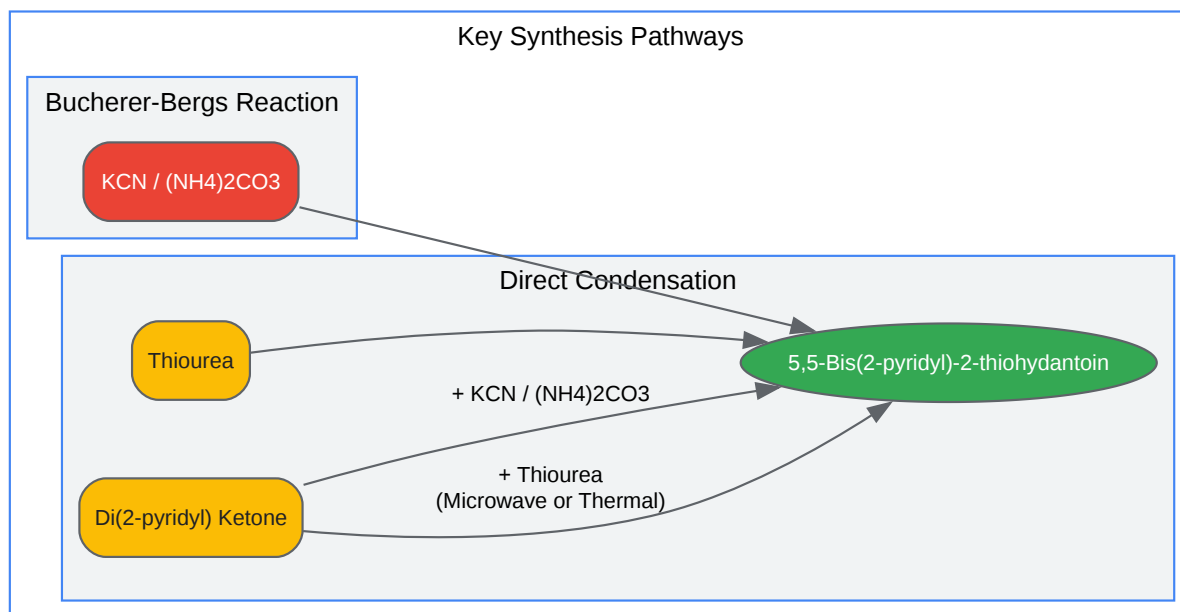 Key Synthesis Pathways
Bucherer-Bergs Reaction
KCN / (NH4)2CO3
Direct Condensation
Thiourea
5,5-Bis(2-pyridyl)-2-thiohydantoin
+ KCN / (NH4)2CO3
+ Thiourea
(Microwave or Thermal)
Di(2-pyridyl) Ketone